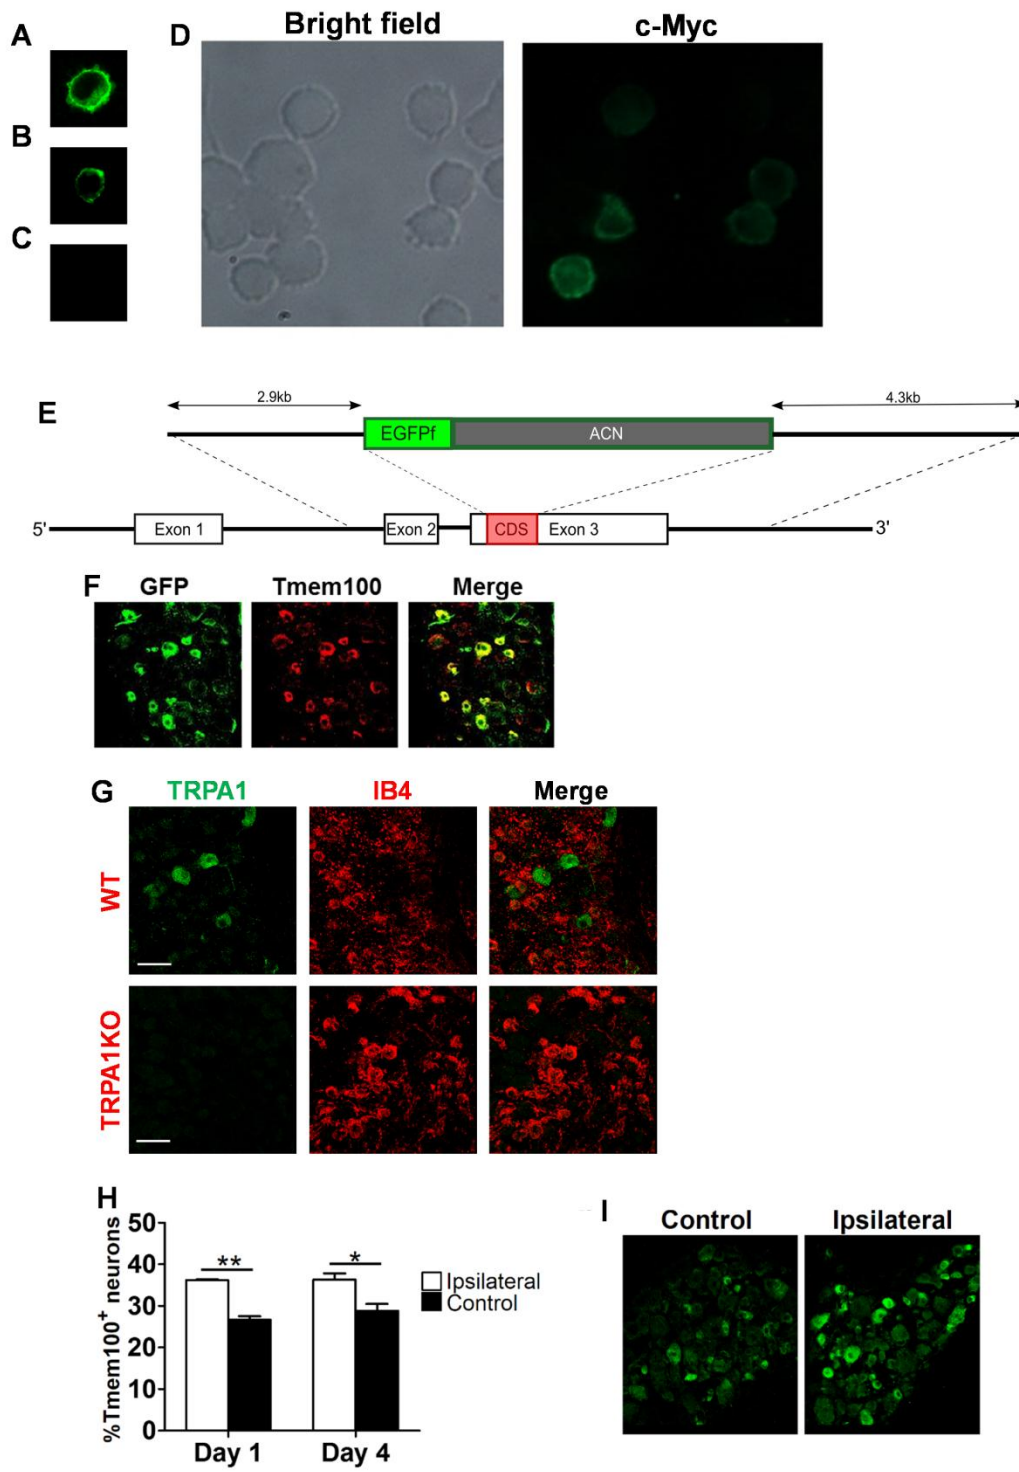 A
B
C
D
Bright field
c-Myc
E
2.9kb
4.3kb
EGPFf
ACN
5'
Exon 1
Exon 2
CDS
Exon 3
3'
F
GFP
Tmem100
Merge
G
TRPA1
IB4
Merge
WT
TRPA1KO
H
%Tmem100+ neurons
50
40
30
20
10
0
**
*
Ipsilateral
Control
Day 1
Day 4
I
Control
Ipsilateral